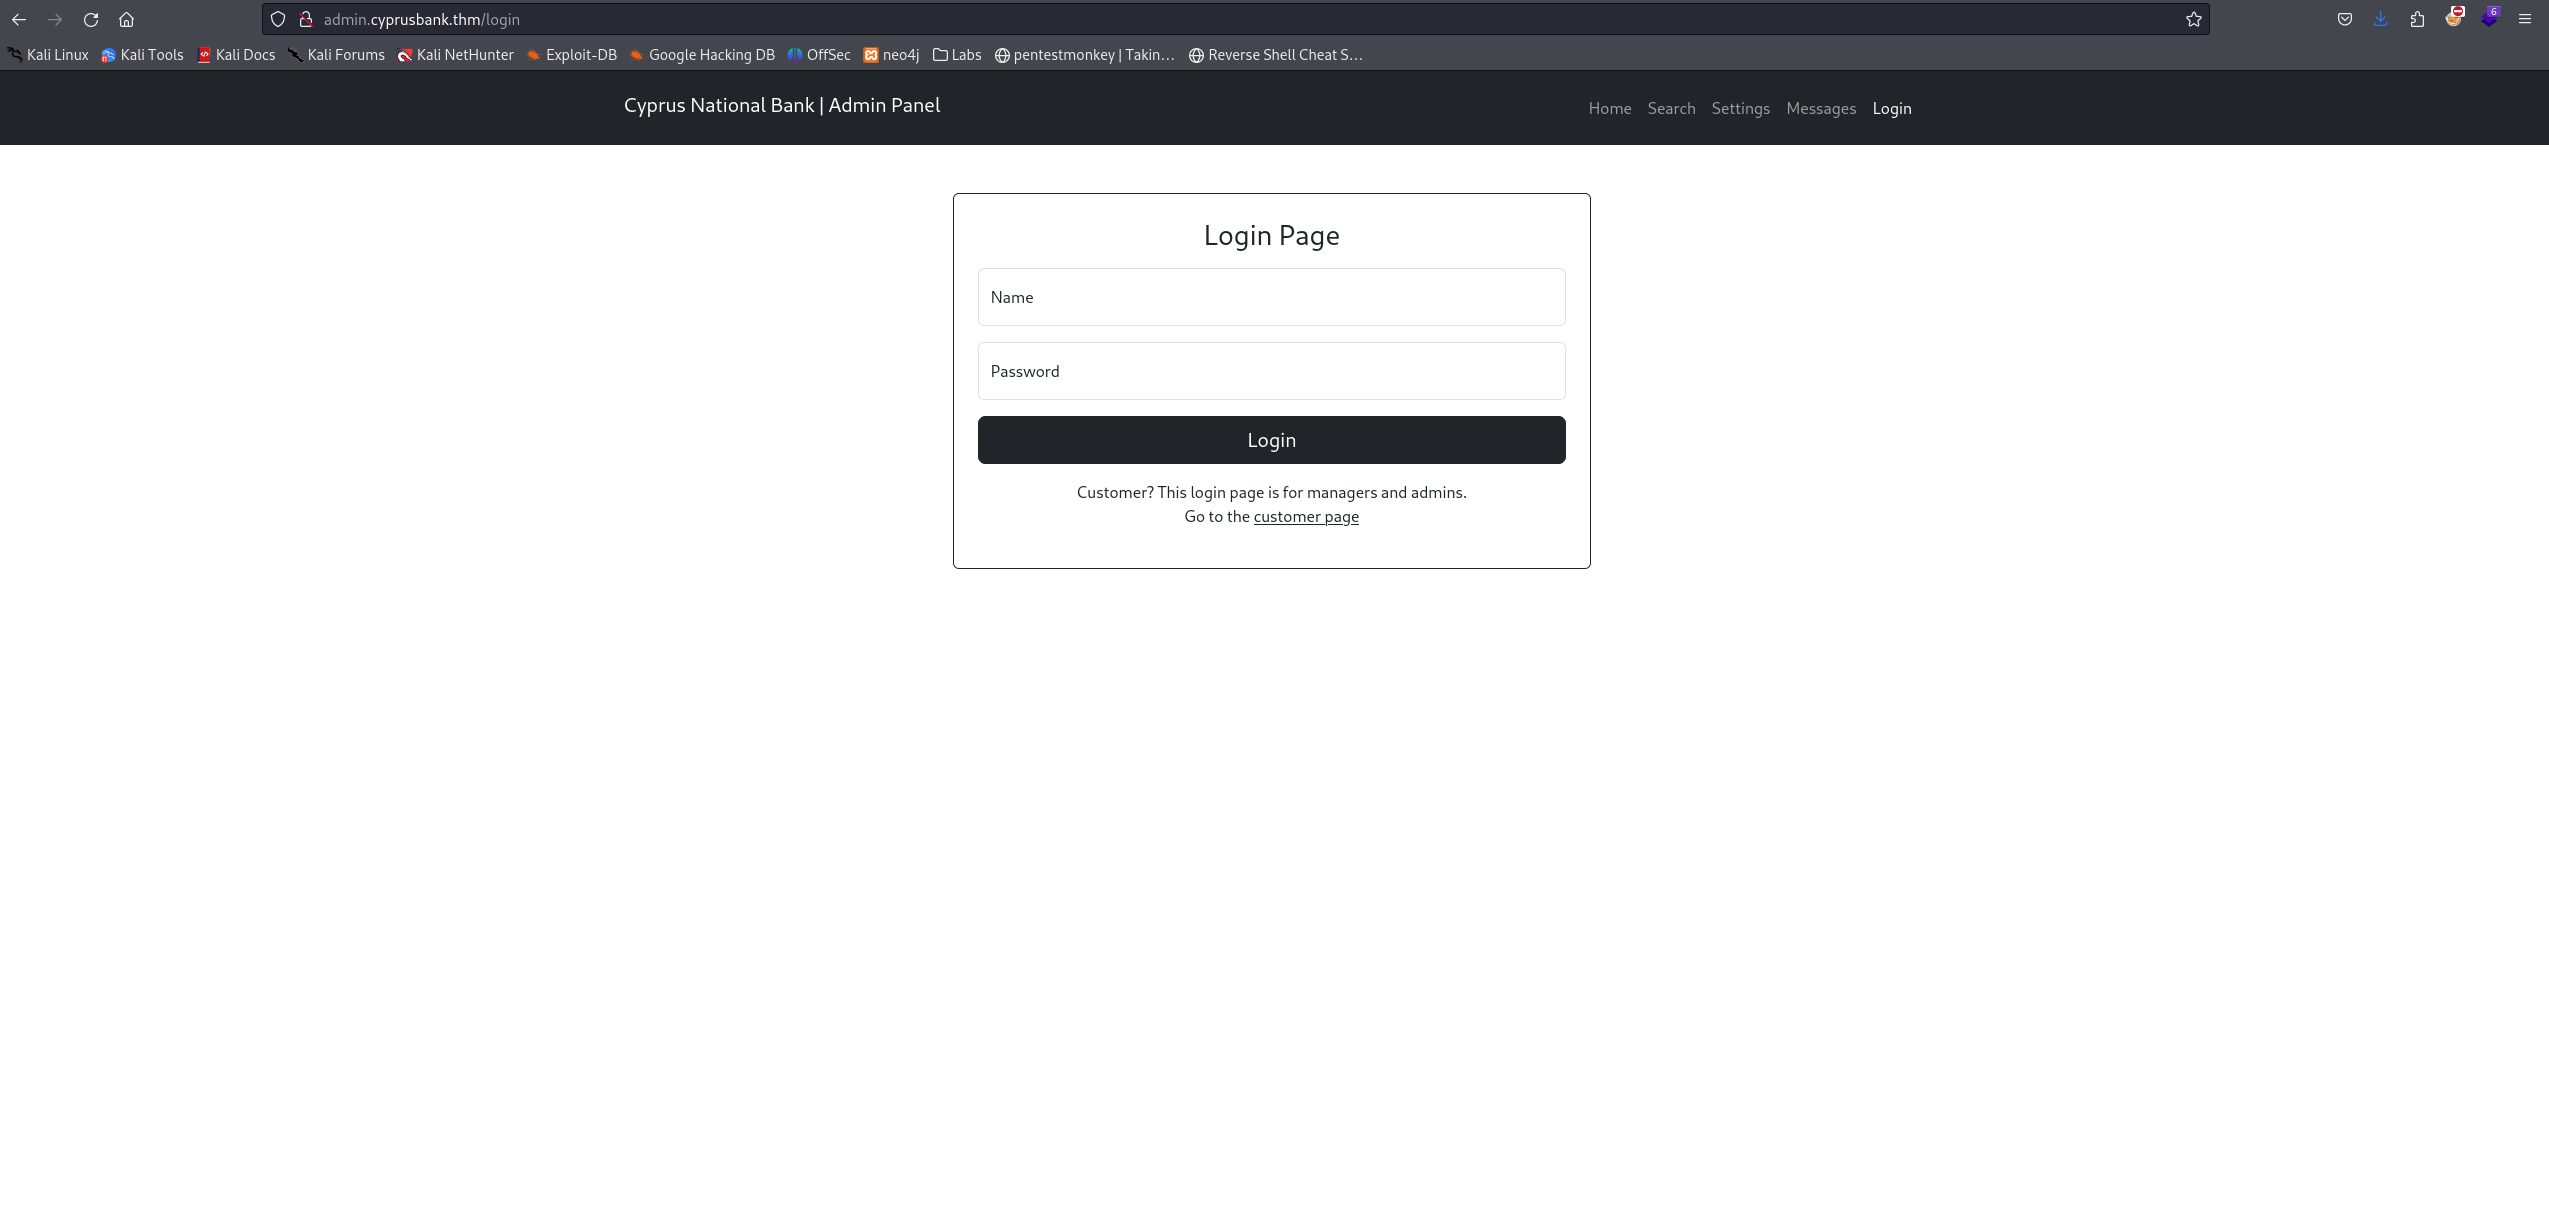 admin.cyprusbank.thm/login
6
Kali Linux Kali Tools Kali Docs Kali Forums Kali NetHunter Exploit-DB Google Hacking DB OffSec neo4j Labs pentestmonkey | Takin… Reverse Shell Cheat S…
Cyprus National Bank | Admin Panel
Home Search Settings Messages Login
Login Page
Name
Password
Login
Customer? This login page is for managers and admins.
Go to the customer page